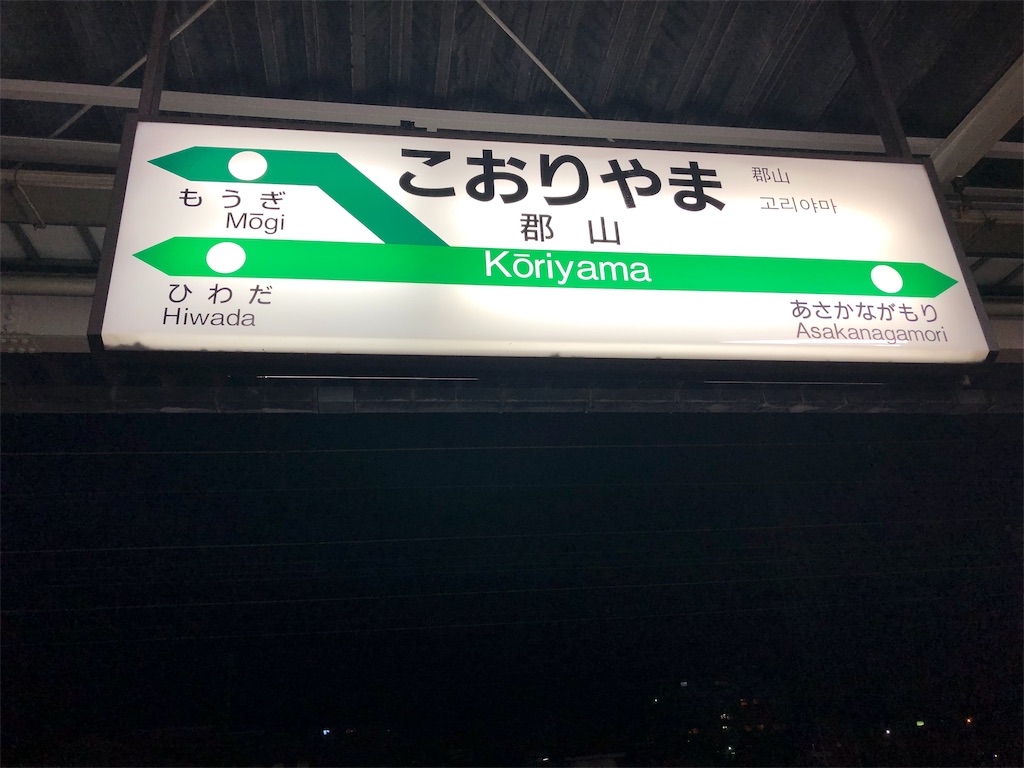 こおりやま
郡山
郡山
고리야마
Kōriyama
もうぎ
Mōgi
ひわだ
Hiwada
あさかながもり
Asakanagamori